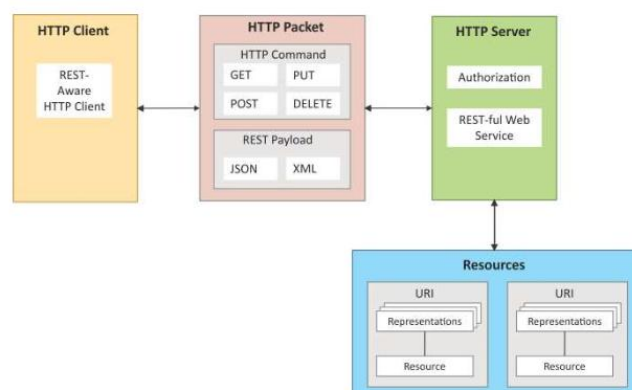 HTTP Client
REST-
Aware
HTTP Client
HTTP Packet
HTTP Command
GET
PUT
POST
DELETE
REST Payload
JSON
XML
HTTP Server
Authorization
REST-ful Web
Service
Resources
URI
Representations
Resource
URI
Representations
Resource